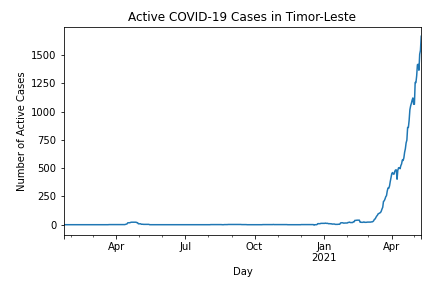 Active COVID-19 Cases in Timor-Leste
Number of Active Cases
1500
1250
1000
750
500
250
0
Apr Jul Oct Jan Apr
2021
Day